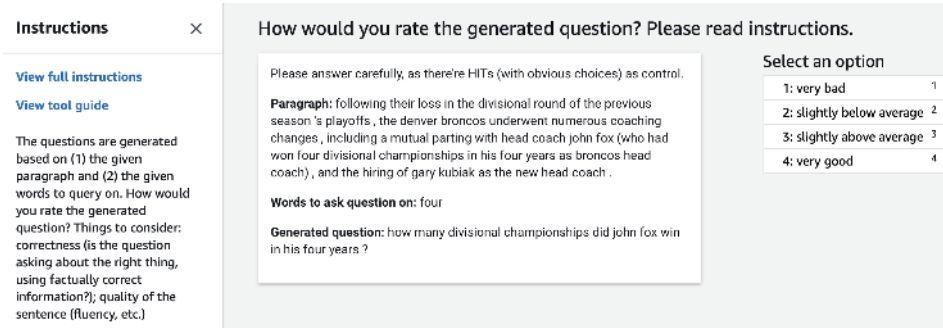 Instructions ×
View full instructions
View tool guide
The questions are generated
based on (1) the given
paragraph and (2) the given
words to query on. How would
you rate the generated
question? Things to consider:
correctness (is the question
asking about the right thing,
using factually correct
information?); quality of the
sentence (fluency, etc.)
How would you rate the generated question? Please read instructions.
Please answer carefully, as there're HITs (with obvious choices) as control.
Paragraph: following their loss in the divisional round of the previous
season 's playoffs , the denver broncos underwent numerous coaching
changes , including a mutual parting with head coach john fox (who had
won four divisional championships in his four years as broncos head
coach) , and the hiring of gary kubiak as the new head coach .
Words to ask question on: four
Generated question: how many divisional championships did john fox win
in his four years ?
Select an option
1: very bad 1
2: slightly below average 2
3: slightly above average 3
4: very good 4